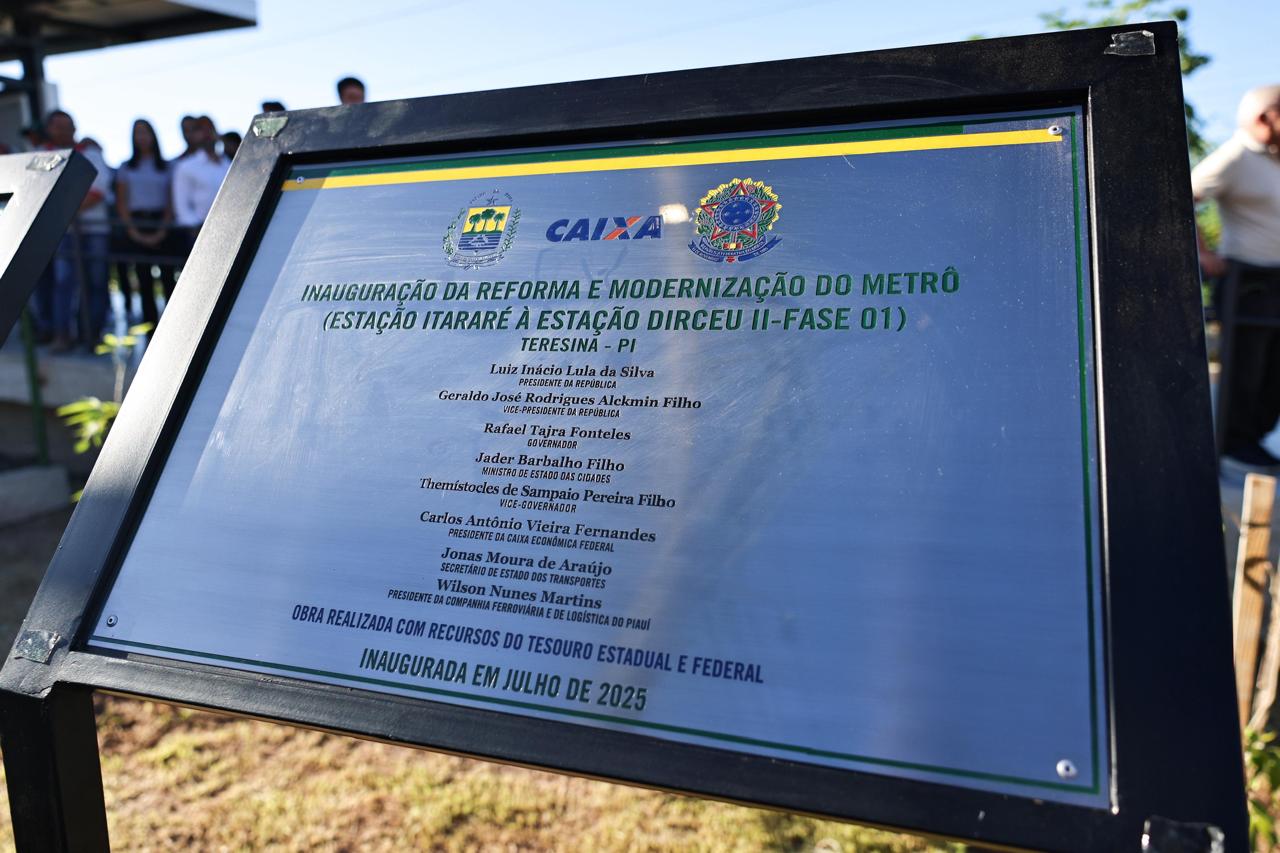 CAIXA
INAUGURAÇÃO DA REFORMA E MODERNIZAÇÃO DO METRÔ
(ESTAÇÃO ITARARÉ À ESTAÇÃO DIRCEU II-FASE 01)
TERESINA - PI
Luiz Inácio Lula da Silva
PRESIDENTE DA REPÚBLICA
Geraldo José Rodrigues Alckmin Filho
VICE-PRESIDENTE DA REPÚBLICA
Rafael Tajra Fonteles
GOVERNADOR
Jader Barbalho Filho
MINISTRO DE ESTADO DAS CIDADES
Themístocles de Sampaio Pereira Filho
VICE-GOVERNADOR
Carlos Antônio Vieira Fernandes
PRESIDENTE DA CAIXA ECONÔMICA FEDERAL
Jonas Moura de Araújo
SECRETÁRIO DE ESTADO DOS TRANSPORTES
Wilson Nunes Martins
PRESIDENTE DA COMPANHIA FERROVIÁRIA E DE LOGÍSTICA DO PIAUÍ
OBRA REALIZADA COM RECURSOS DO TESOURO ESTADUAL E FEDERAL
INAUGURADA EM JULHO DE 2025